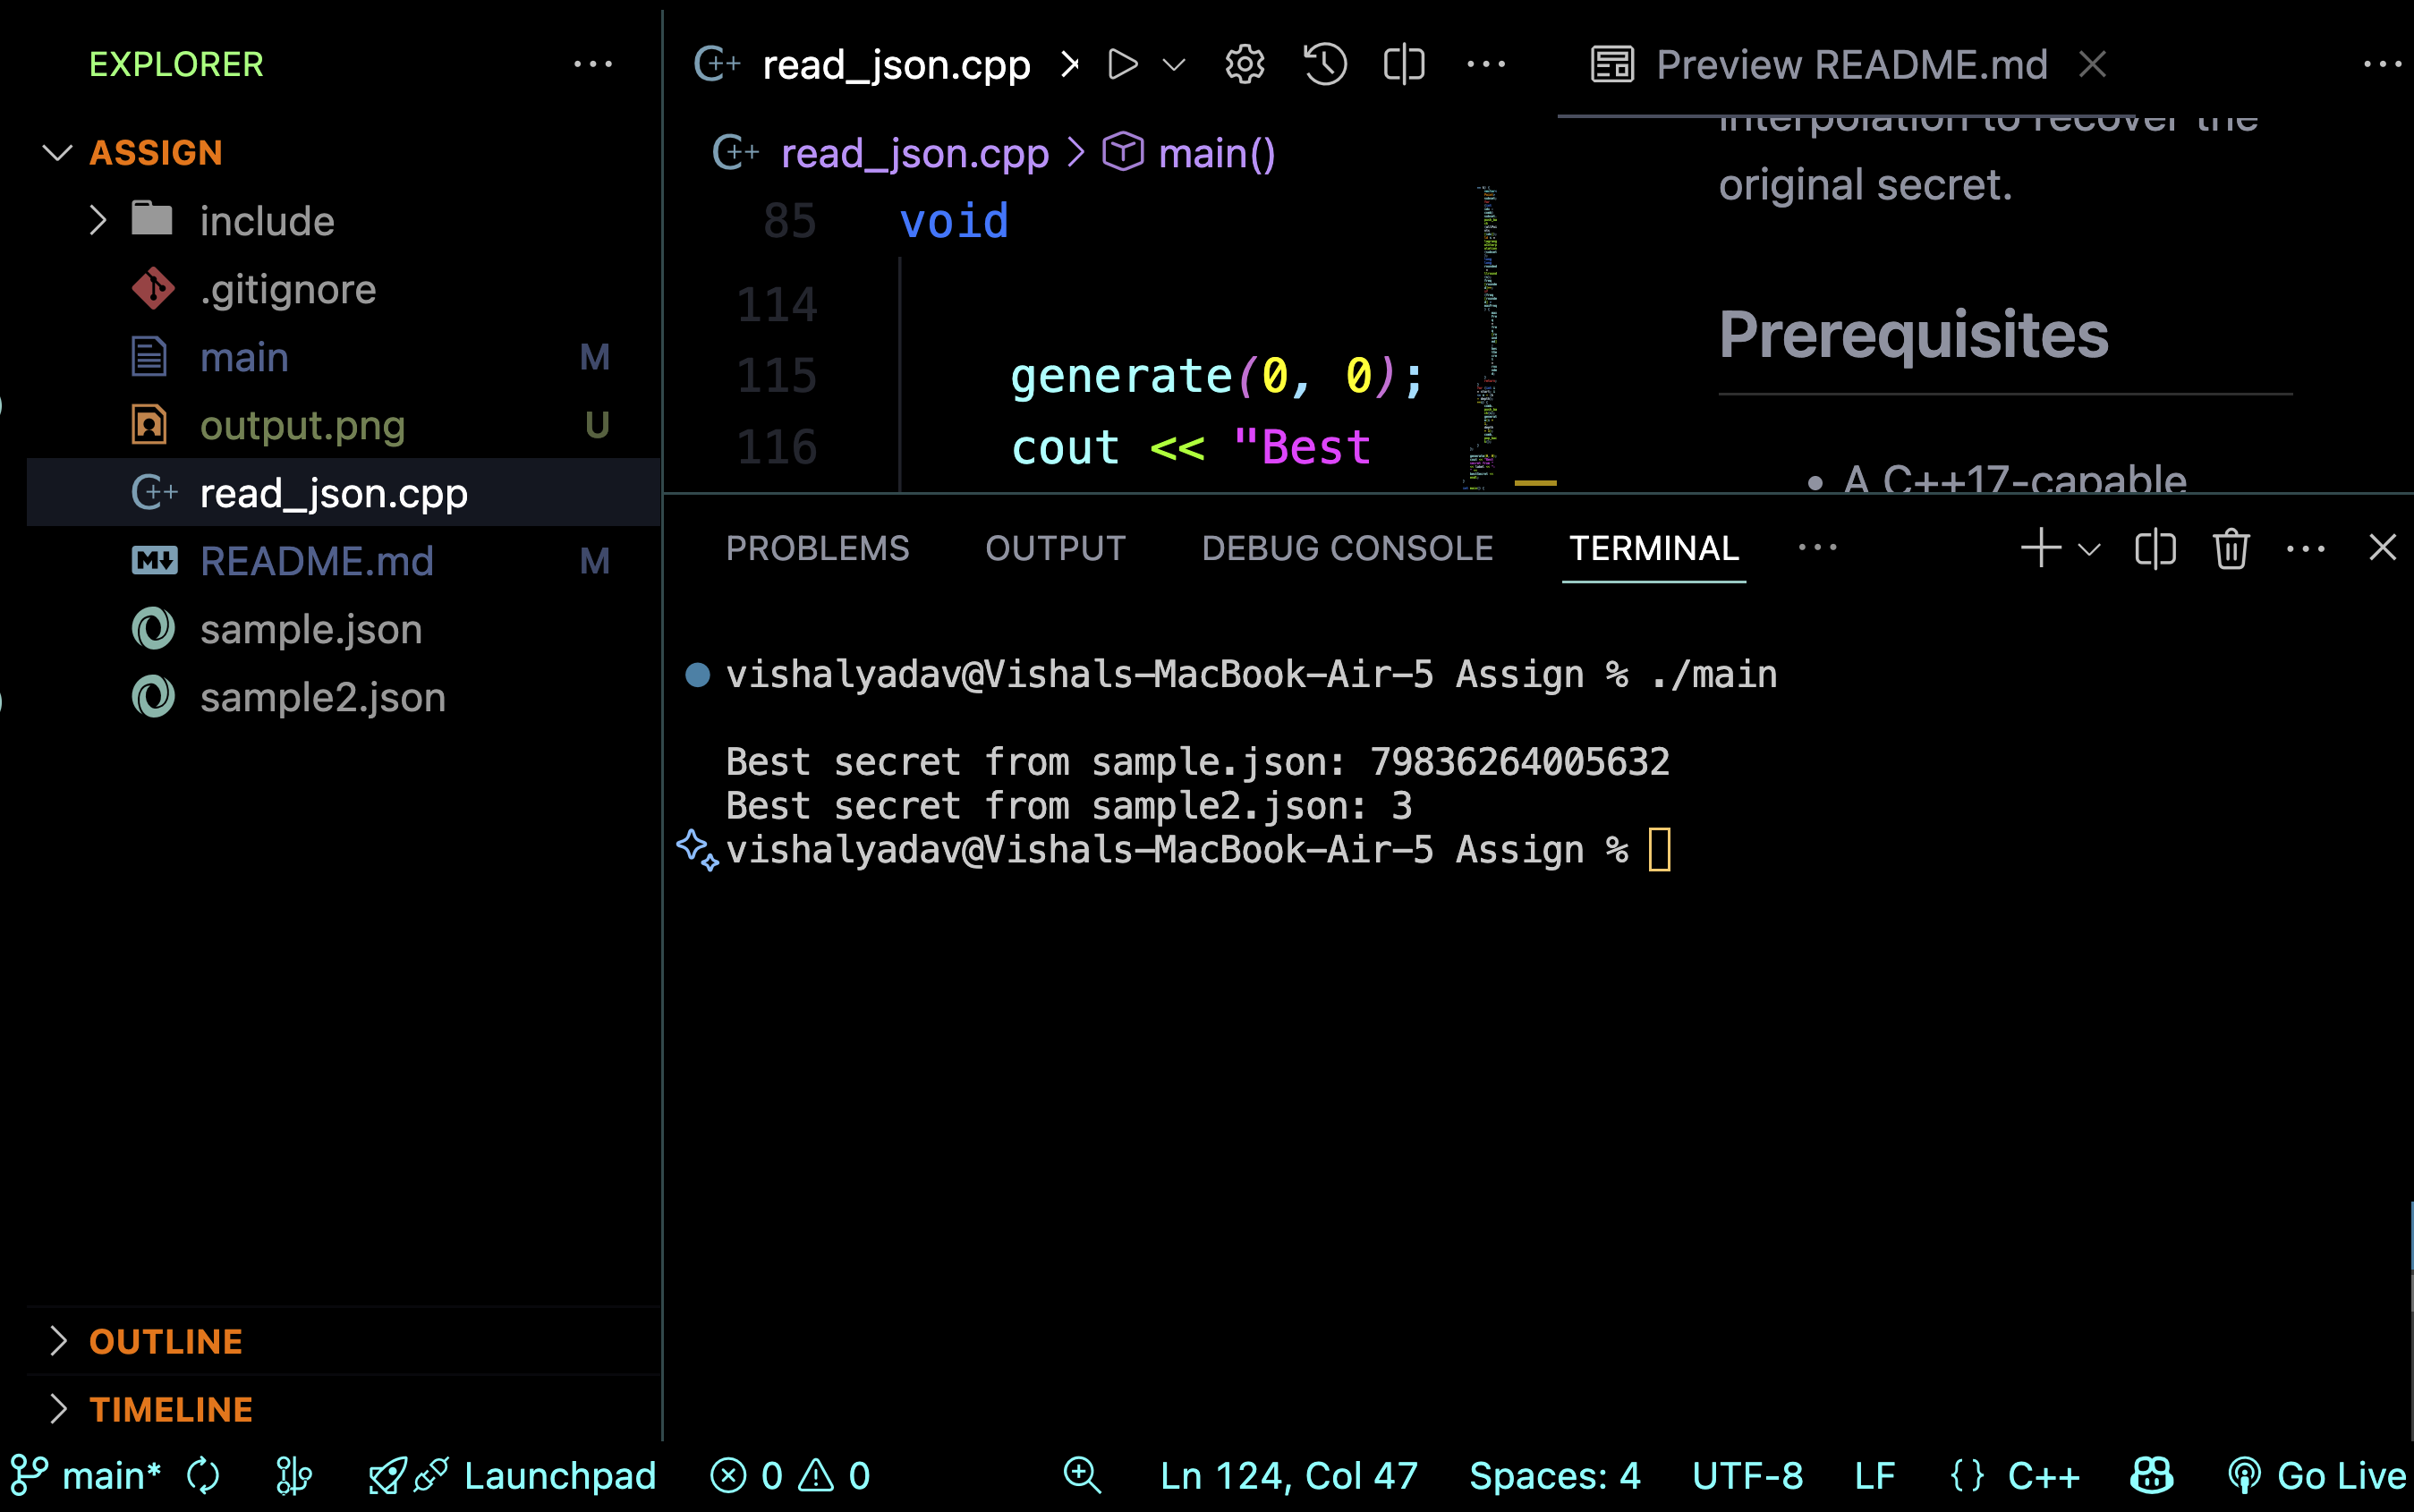 EXPLORER
ASSIGN
include
.gitignore
main M
output.png U
read_json.cpp
README.md M
sample.json
sample2.json
OUTLINE
TIMELINE
read_json.cpp
read_json.cpp > main()
85 void
114
115 generate(0, 0);
116 cout << "Best
Preview README.md
interpolation to recover the
original secret.
Prerequisites
• A C++17-capable
PROBLEMS OUTPUT DEBUG CONSOLE TERMINAL
vishalyadav@Vishals-MacBook-Air-5 Assign % ./main
Best secret from sample.json: 79836264005632
Best secret from sample2.json: 3
vishalyadav@Vishals-MacBook-Air-5 Assign %
main* Launchpad 0 0 Ln 124, Col 47 Spaces: 4 UTF-8 LF {} C++ Go Live